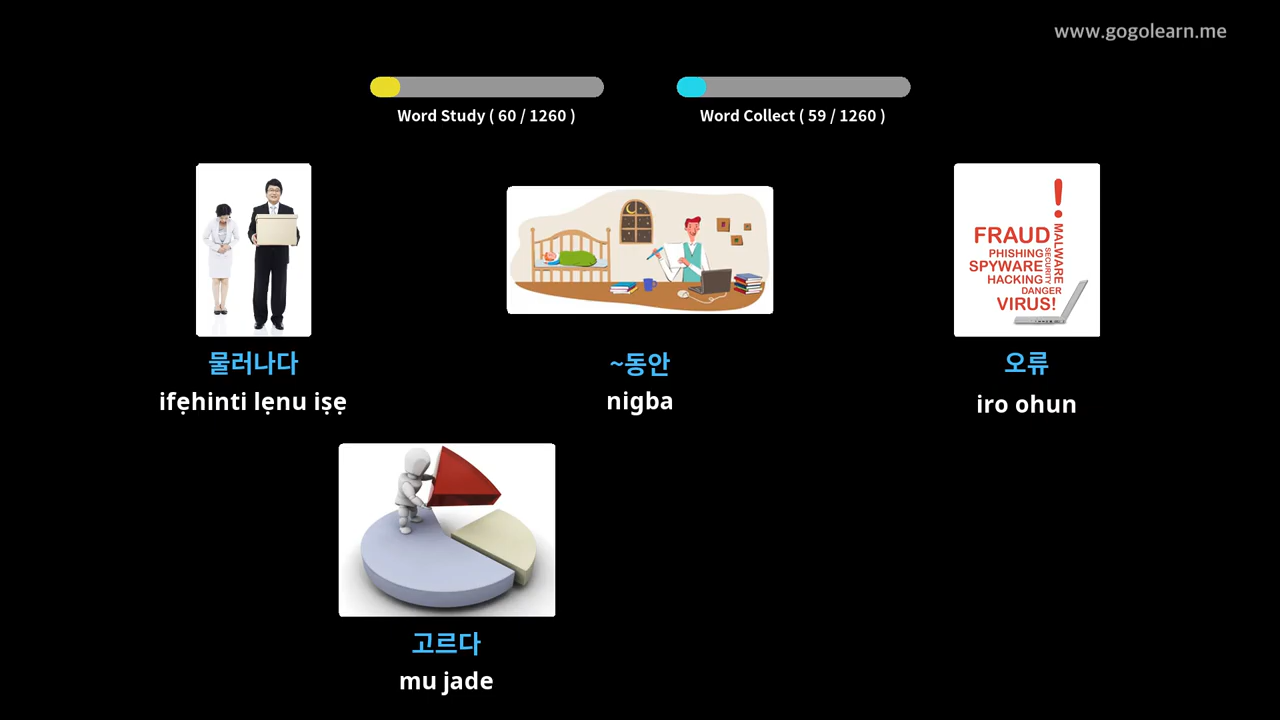 www.gogolearn.me
Word Study ( 60 / 1260 )
Word Collect ( 59 / 1260 )
FRAUD
PHISHING
SPYWARE
HACKING
DANGER
VIRUS!
MALWARE
SECURITY
!
물러나다
ifẹhinti lẹnu iṣẹ
~동안
nigba
오류
iro ohun
고르다
mu jade